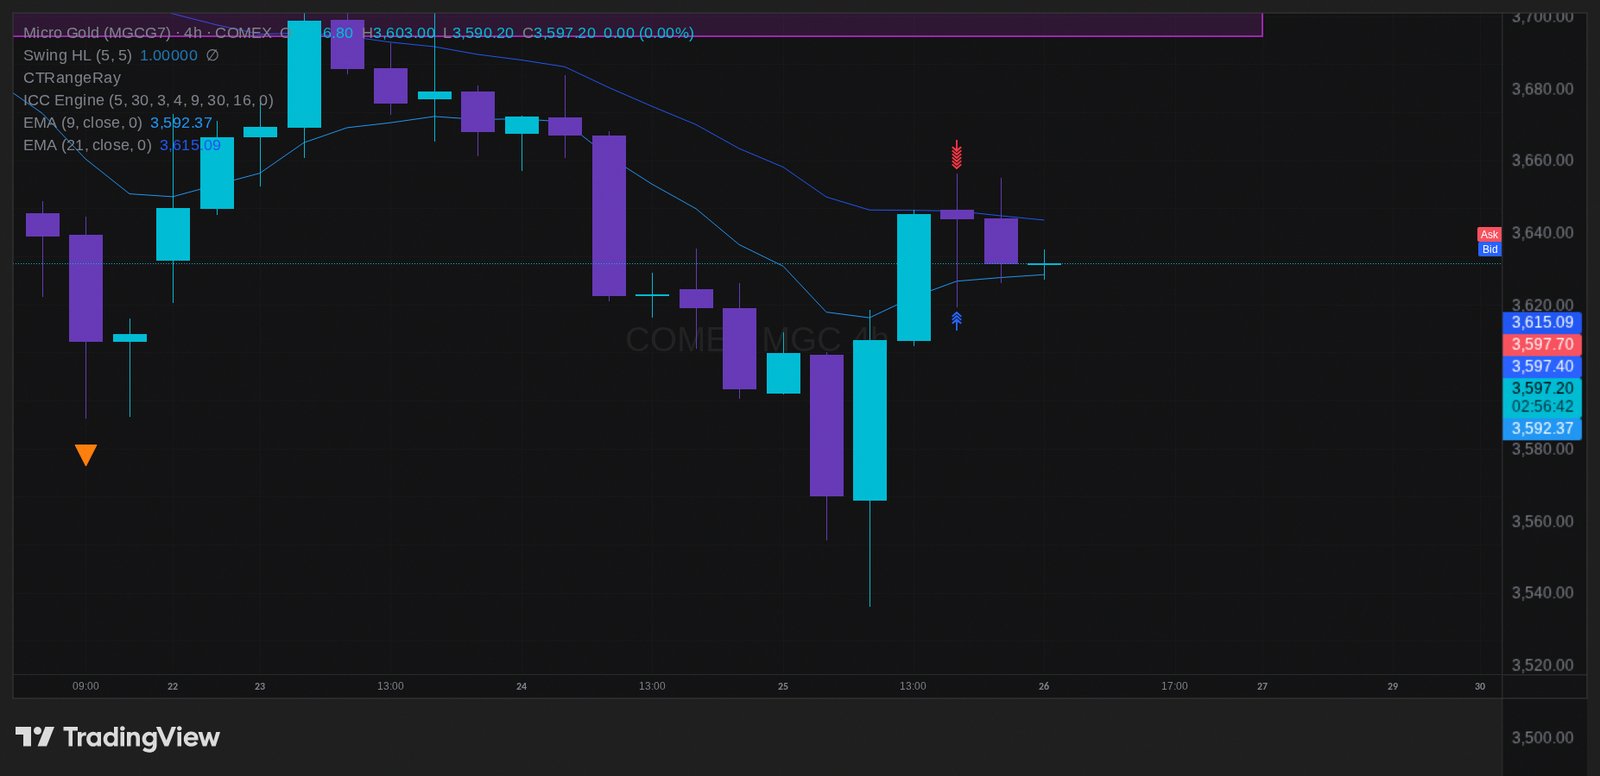 Micro Gold (MGCG7) · 4h · COMEX 6.80 H3,603.00 L3,590.20 C3,597.20 0.00 (0.00%)
Swing HL (5, 5) 1.00000 ∅
CTRangeRay
ICC Engine (5, 30, 3, 4, 9, 30, 16, 0)
EMA (9, close, 0) 3,592.37
EMA (21, close, 0) 3,615.09
COMEX MGC 4h
3,700.00
3,680.00
3,660.00
Ask
3,640.00
Bid
3,620.00
3,615.09
3,597.70
3,597.40
3,597.20
02:56:42
3,592.37
3,580.00
3,560.00
3,540.00
3,520.00
09:00 22 23 13:00 24 13:00 25 13:00 26 17:00 27 29 30
TradingView
3,500.00